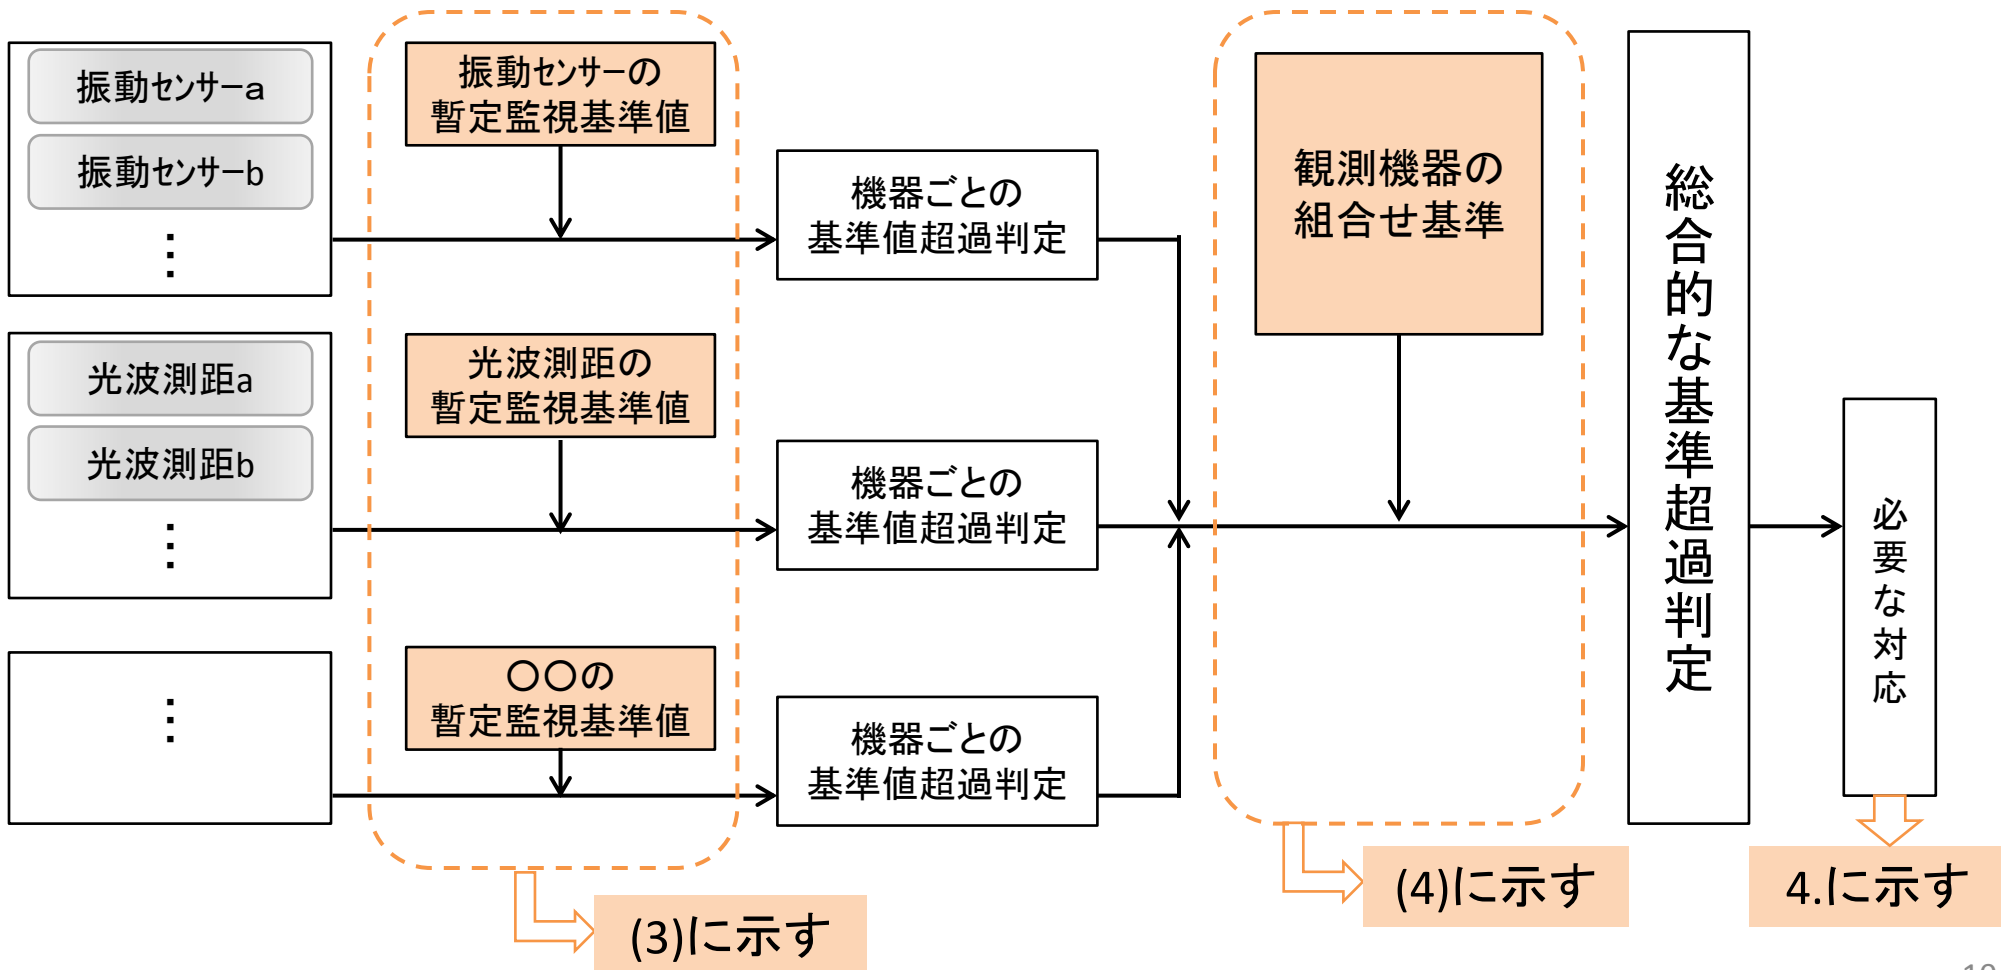 振動センサーa
振動センサーb
振動センサーの
暫定監視基準値
機器ごとの
基準値超過判定
光波測距a
光波測距b
光波測距の
暫定監視基準値
機器ごとの
基準値超過判定
〇〇の
暫定監視基準値
機器ごとの
基準値超過判定
観測機器の
組合せ基準
総合的な基準超過判定
必要な対応
(3)に示す
(4)に示す
4.に示す